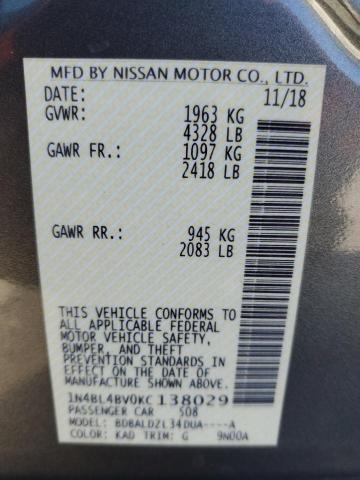 MFD BY NISSAN MOTOR CO., LTD.
DATE: 11/18
GVWR: 1963 KG
4328 LB
GAWR FR.: 1097 KG
2418 LB
GAWR RR.: 945 KG
2083 LB
THIS VEHICLE CONFORMS TO
ALL APPLICABLE FEDERAL
MOTOR VEHICLE SAFETY,
BUMPER, AND THEFT
PREVENTION STANDARDS IN
EFFECT ON THE DATE OF
MANUFACTURE SHOWN ABOVE.
1N4BL4BV0KC138029
PASSENGER CAR 508
MODEL: BDBALDZL34DUA----A
COLOR: KAD TRIM: G 9N00A